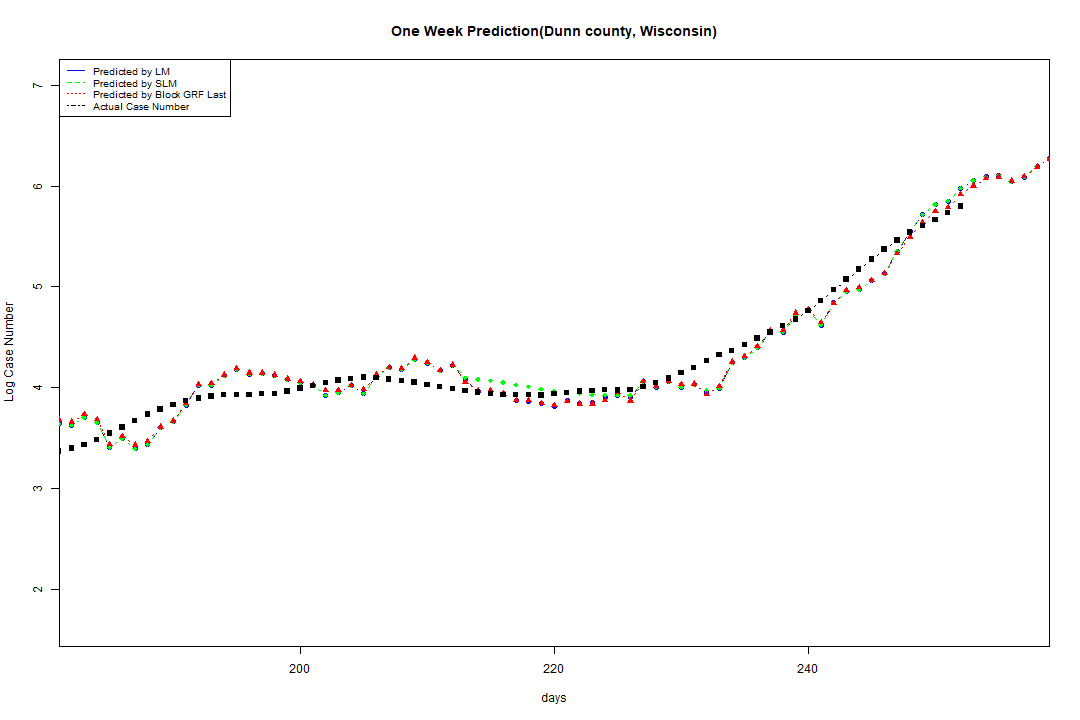 One Week Prediction(Dunn county, Wisconsin)
Predicted by LM
Predicted by SLM
Predicted by Block GRF Last
Actual Case Number
7
6
5
4
3
2
Log Case Number
200
220
240
days